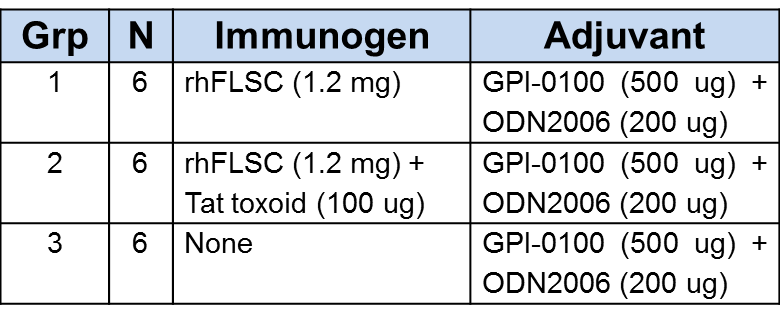 Grp N Immunogen Adjuvant
1 6 rhFLSC (1.2 mg) GPI-0100 (500 ug) +
ODN2006 (200 ug)
2 6 rhFLSC (1.2 mg) + GPI-0100 (500 ug) +
Tat toxoid (100 ug) ODN2006 (200 ug)
3 6 None GPI-0100 (500 ug) +
ODN2006 (200 ug)